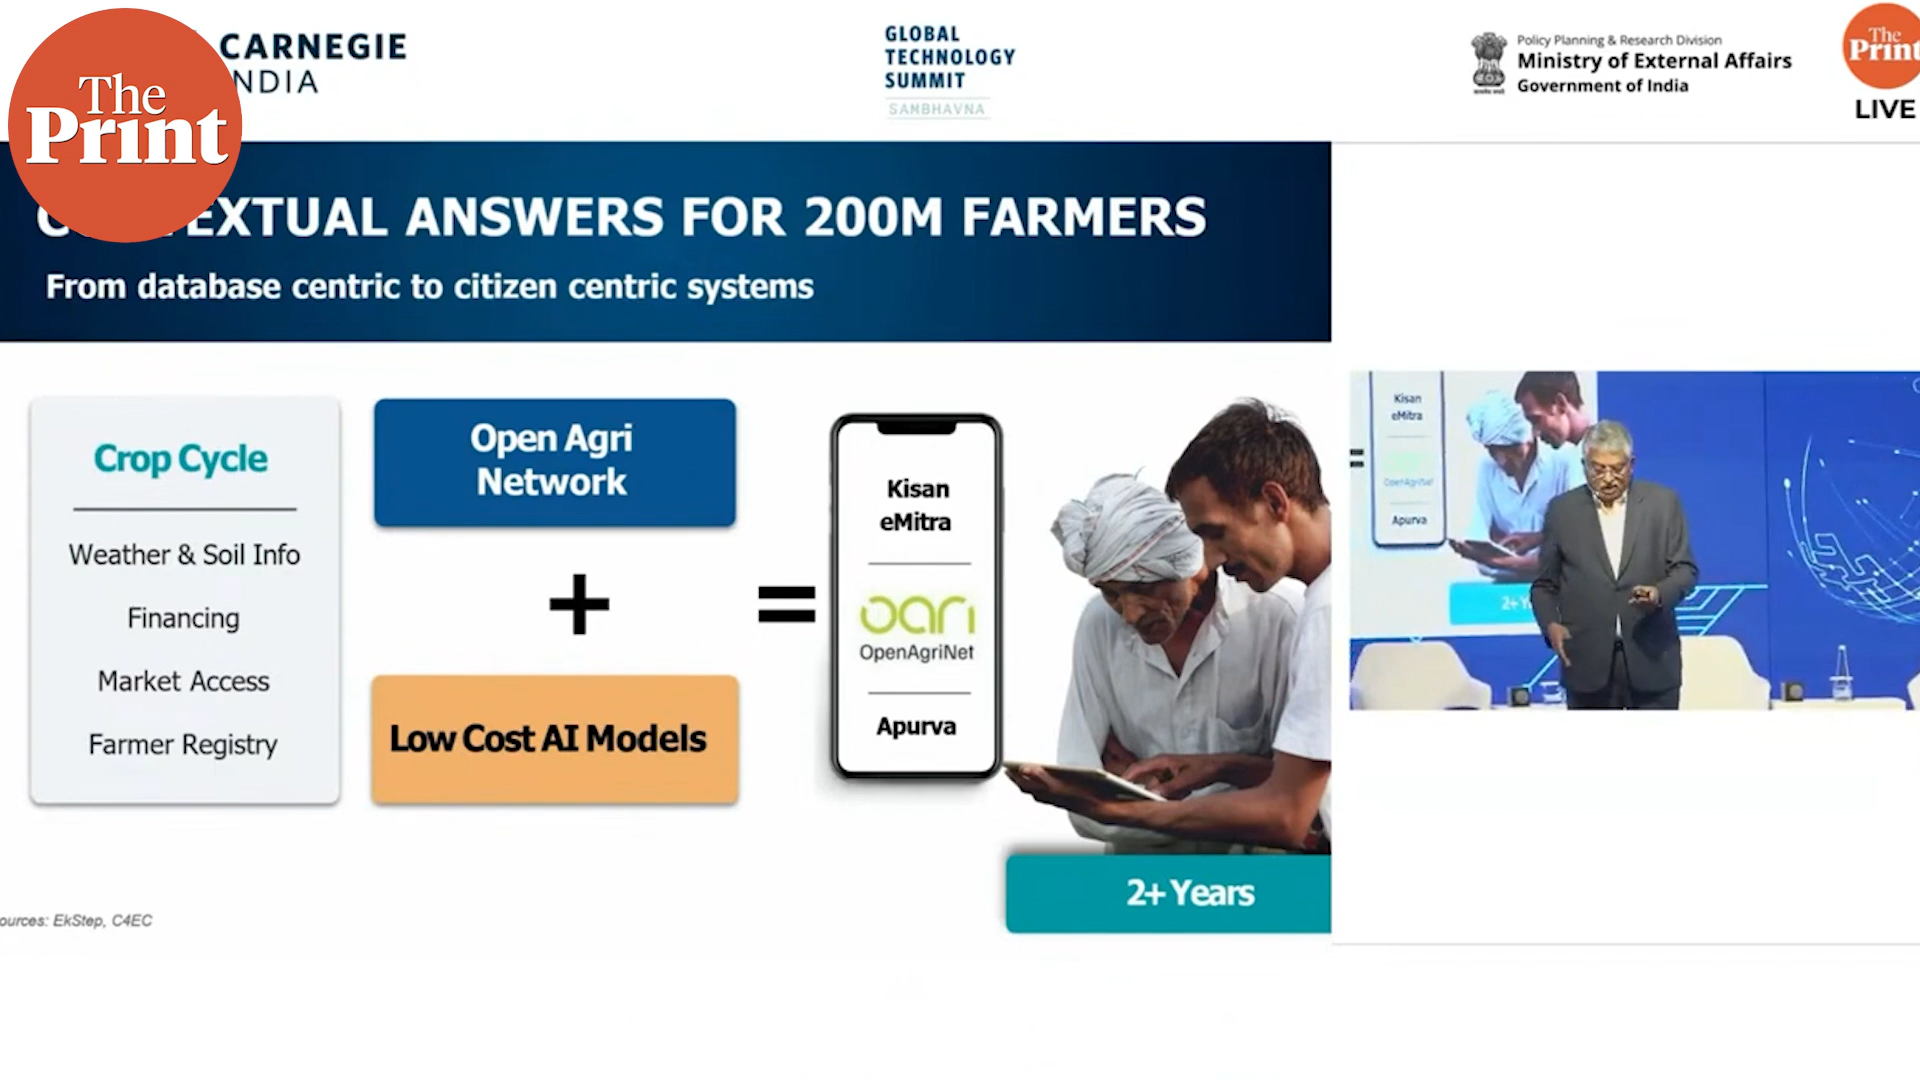 The
Print
CARNEGIE
NDIA
GLOBAL
TECHNOLOGY
SUMMIT
SAMBHAVNA
Policy Planning & Research Division
Ministry of External Affairs
Government of India
The
Print
LIVE
EXTUAL ANSWERS FOR 200M FARMERS
From database centric to citizen centric systems
Crop Cycle
Weather & Soil Info
Financing
Market Access
Farmer Registry
Open Agri
Network
+
Low Cost AI Models
=
Kisan
eMitra
oari
OpenAgriNet
Apurva
2+ Years
ources: EkStep, C4EC
=
Kisan
eMitra
OpenAgriNet
Apurva
2+Y